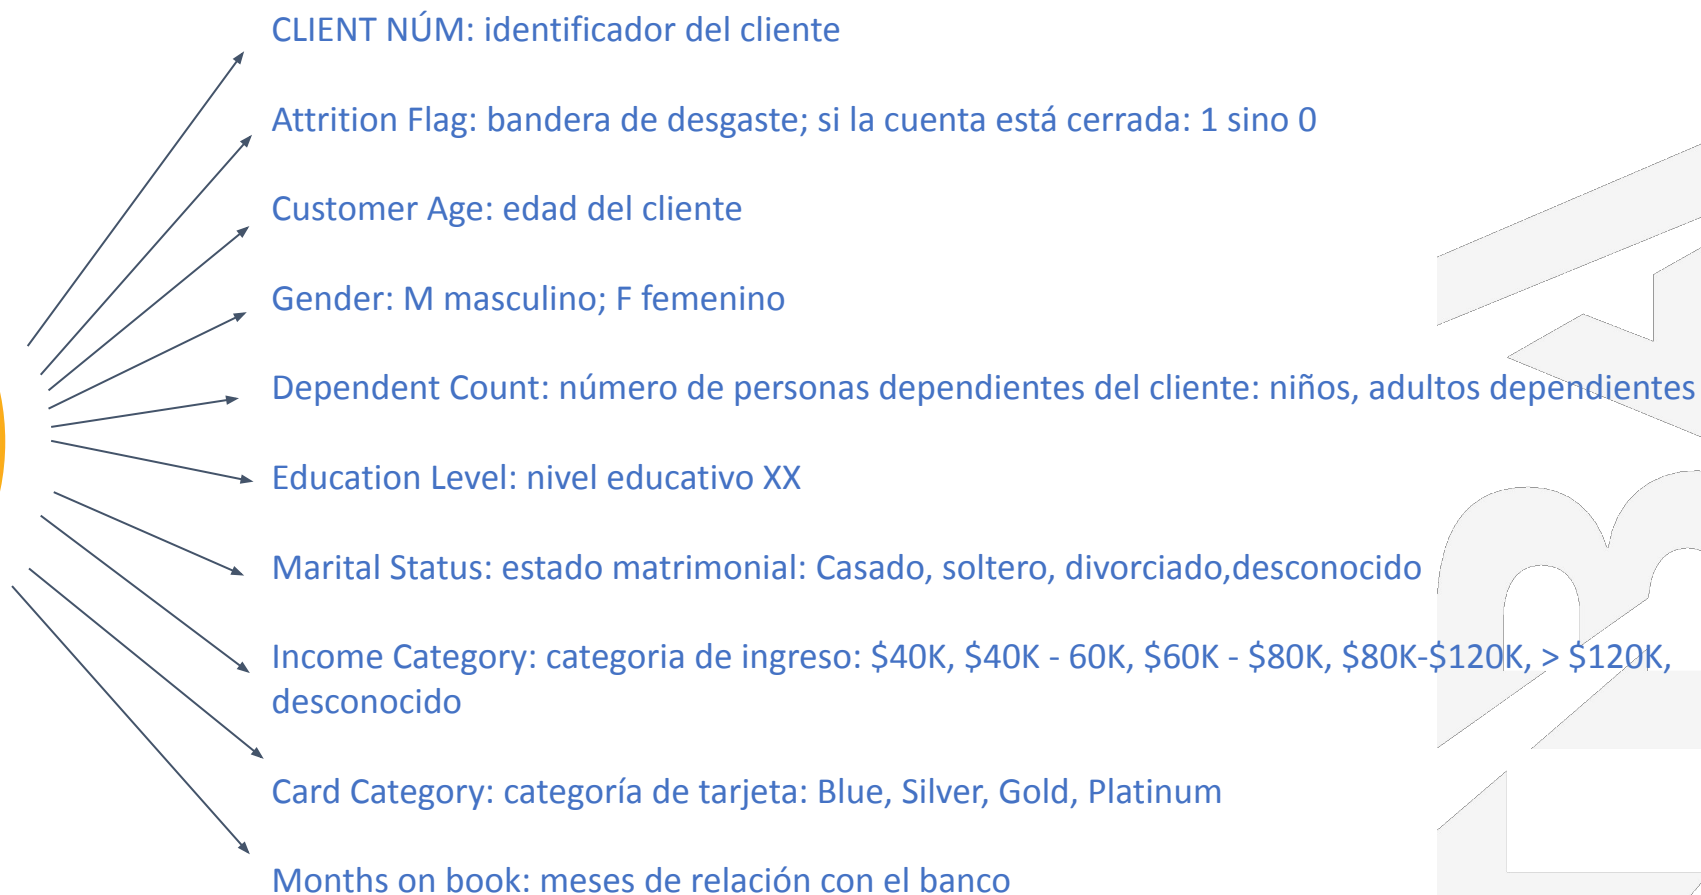 CLIENT NÚM: identificador del cliente
Attrition Flag: bandera de desgaste; si la cuenta está cerrada: 1 sino 0
Customer Age: edad del cliente
Gender: M masculino; F femenino
Dependent Count: número de personas dependientes del cliente: niños, adultos dependientes
Education Level: nivel educativo XX
Marital Status: estado matrimonial: Casado, soltero, divorciado,desconocido
Income Category: categoria de ingreso: $40K, $40K - 60K, $60K - $80K, $80K-$120K, > $120K,
desconocido
Card Category: categoría de tarjeta: Blue, Silver, Gold, Platinum
Months on book: meses de relación con el banco